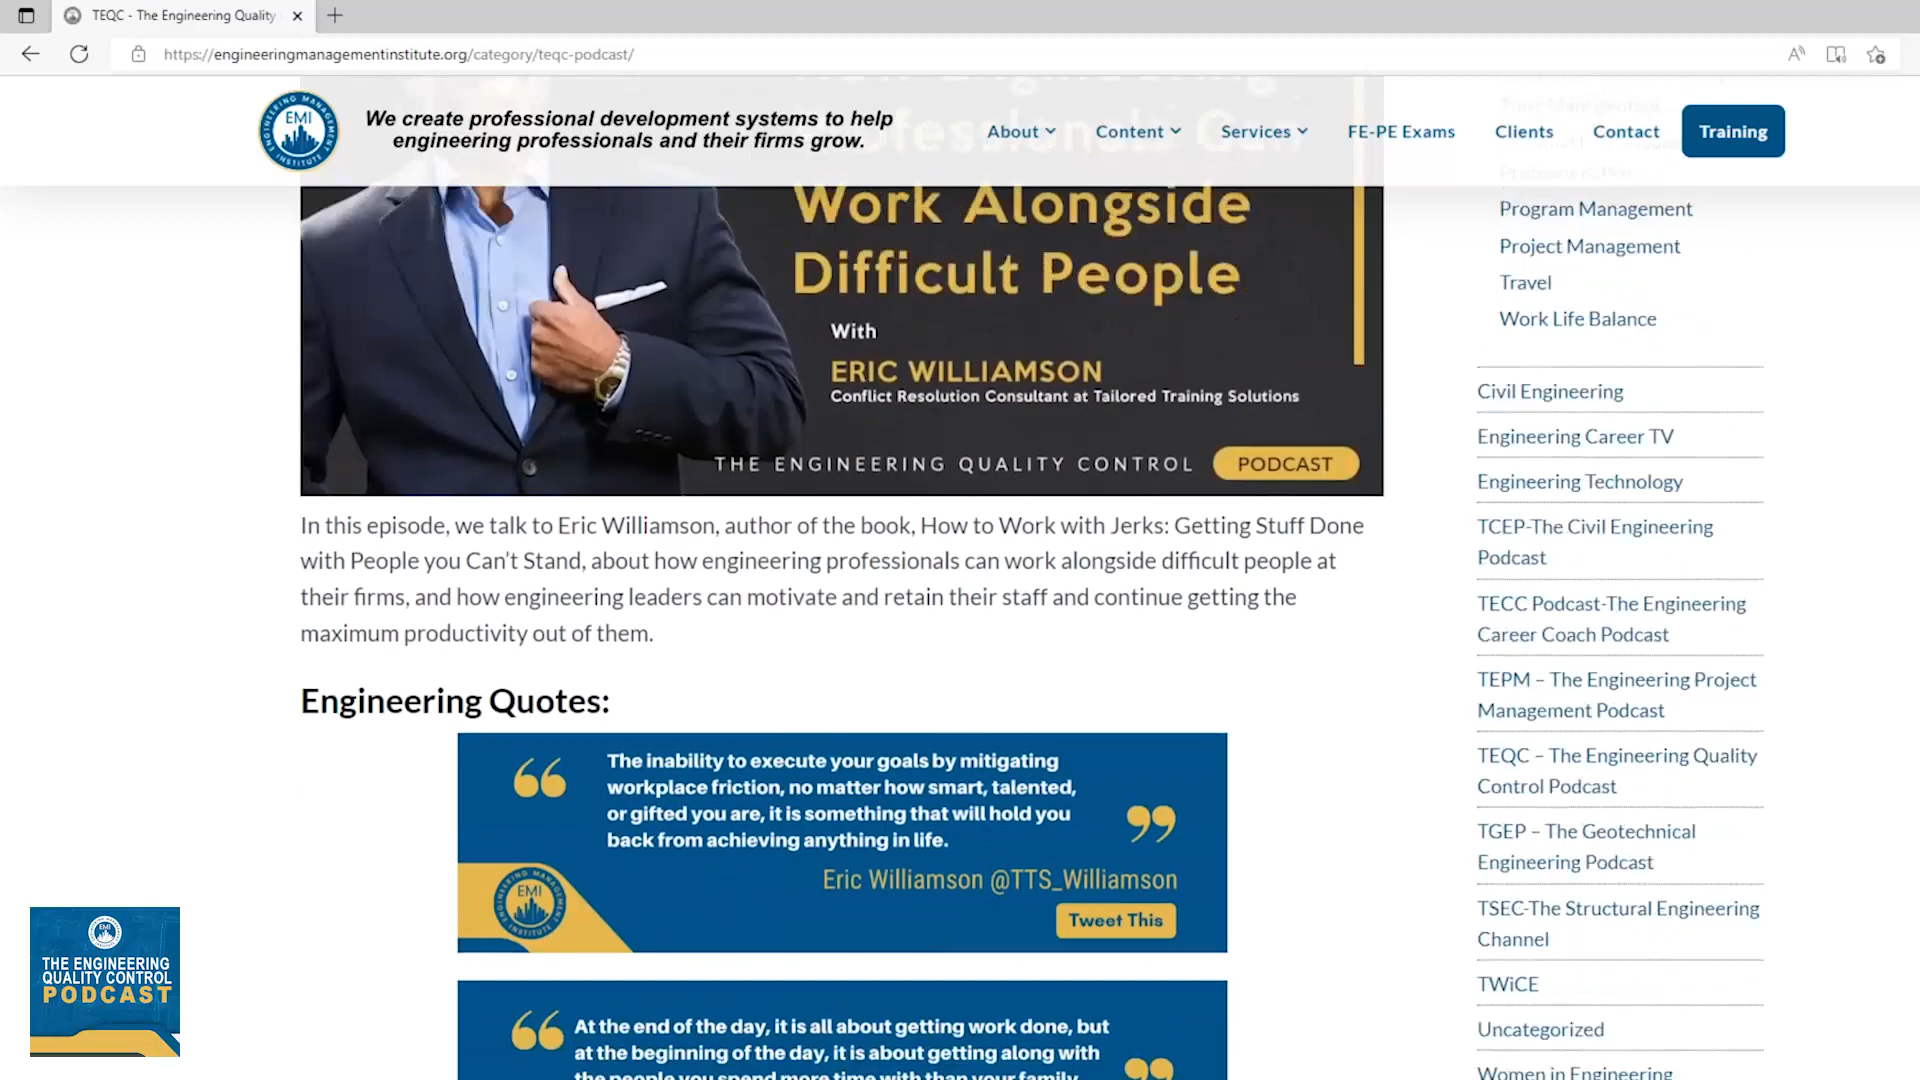 TEQC - The Engineering Quality
https://engineeringmanagementinstitute.org/category/teqc-podcast/
EMI
ENGINEERING MANAGEMENT INSTITUTE
We create professional development systems to help
engineering professionals and their firms grow.
About
Content
Services
FE-PE Exams
Clients
Contact
Training
Work Alongside
Difficult People
With
ERIC WILLIAMSON
Conflict Resolution Consultant at Tailored Training Solutions
THE ENGINEERING QUALITY CONTROL PODCAST
In this episode, we talk to Eric Williamson, author of the book, How to Work with Jerks: Getting Stuff Done
with People you Can't Stand, about how engineering professionals can work alongside difficult people at
their firms, and how engineering leaders can motivate and retain their staff and continue getting the
maximum productivity out of them.
Engineering Quotes:
The inability to execute your goals by mitigating
workplace friction, no matter how smart, talented,
or gifted you are, it is something that will hold you
back from achieving anything in life.
Eric Williamson @TTS_Williamson
EMI
ENGINEERING MANAGEMENT INSTITUTE
Tweet This
At the end of the day, it is all about getting work done, but
at the beginning of the day, it is about getting along with
the people you spend more time with than your family
Program Management
Project Management
Travel
Work Life Balance
Civil Engineering
Engineering Career TV
Engineering Technology
TCEP-The Civil Engineering
Podcast
TECC Podcast-The Engineering
Career Coach Podcast
TEPM – The Engineering Project
Management Podcast
TEQC – The Engineering Quality
Control Podcast
TGEP – The Geotechnical
Engineering Podcast
TSEC-The Structural Engineering
Channel
TWiCE
Uncategorized
Women in Engineering
EMI
THE ENGINEERING
QUALITY CONTROL
PODCAST